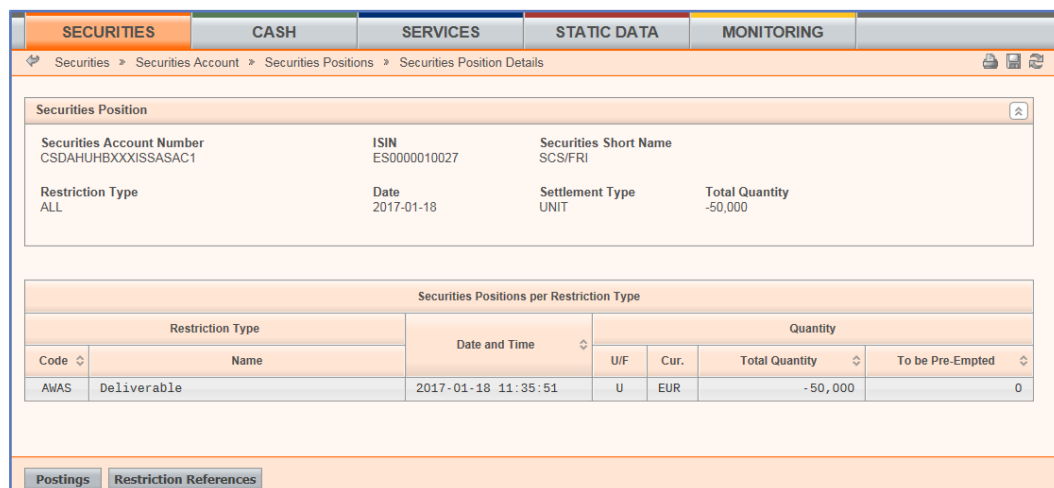 SECURITIES CASH SERVICES STATIC DATA MONITORING
Securities » Securities Account » Securities Positions » Securities Position Details
Securities Position
Securities Account Number ISIN Securities Short Name
CSDAHUHBXXXISSASAC1 ES0000010027 SCS/FRI
Restriction Type Date Settlement Type Total Quantity
ALL 2017-01-18 UNIT -50,000
Securities Positions per Restriction Type
Restriction Type Date and Time Quantity
Code Name U/F Cur. Total Quantity To be Pre-Empted
AWAS Deliverable 2017-01-18 11:35:51 U EUR -50,000 0
Postings Restriction References